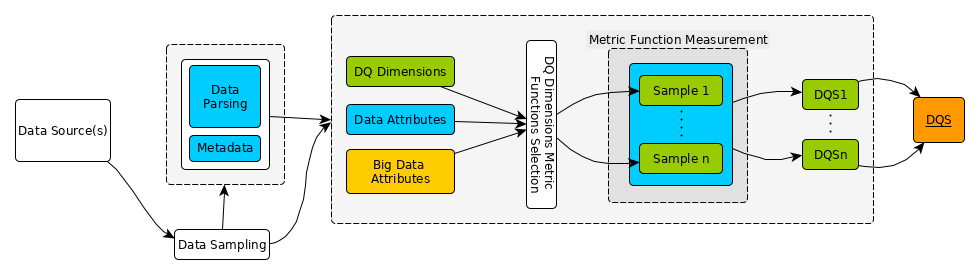 Data Source(s)
Data
Parsing
Metadata
Data Sampling
DQ Dimensions
Data Attributes
Big Data
Attributes
DQ Dimensions Metric
Functions Selection
Metric Function Measurement
Sample 1
Sample n
DQS1
DQSn
DQS